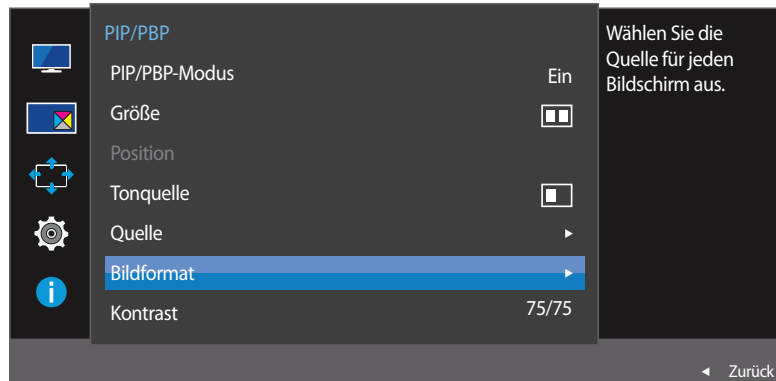 PIP/PBP
PIP/PBP-Modus Ein
Größe
Position
Tonquelle
Quelle
Bildformat
Kontrast 75/75
Wählen Sie die
Quelle für jeden
Bildschirm aus.
Zurück